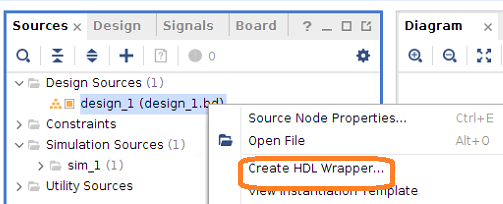 Sources Design Signals Board ? Diagram
0
Design Sources (1)
design_1 (design_1.bd)
Constraints
Simulation Sources (1)
sim_1
Utility Sources
Source Node Properties... Ctrl+E
Open File Alt+O
Create HDL Wrapper...
View Instantiation Template